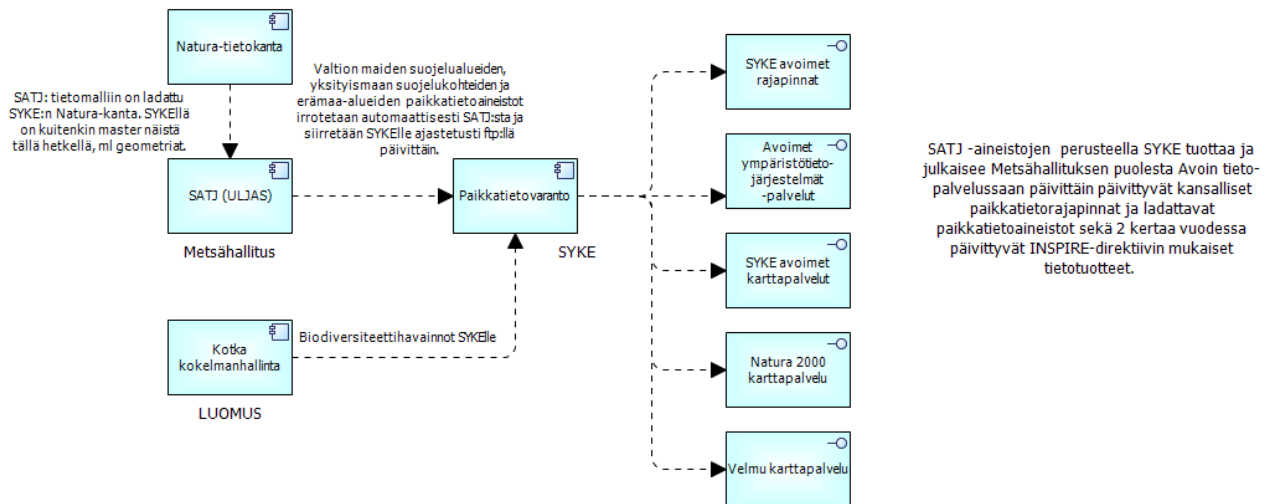 Natura-tietokanta
SATJ: tietomalliin on ladattu
SYKE:n Natura-kanta. SYKEllä
on kuitenkin master näistä
tällä hetkellä, ml geometriat.
Valtion maiden suojelualueiden,
yksityismaan suojelukohteiden ja
erämaa-alueiden paikkatietoaineistot
irrotetaan automaattisesti SATJ:sta ja
siirretään SYKElle ajastetusti ftp:llä
päivittäin.
SATJ (ULJAS)
Metsähallitus
Paikkatietovaranto
SYKE
Kotka
kokelmanhallinta
LUOMUS
Biodiversiteettihavainnot SYKElle
SYKE avoimet
rajapinnat
Avoimet
ympäristötieto-
järjestelmät
-palvelut
SYKE avoimet
karttapalvelut
Natura 2000
karttapalvelu
Velmu karttapalvelu
SATJ -aineistojen perusteella SYKE tuottaa ja
julkaisee Metsähallituksen puolesta Avoin tieto-
palvelussaan päivittäin päivittyvät kansalliset
paikkatietorajapinnat ja ladattavat
paikkatietoaineistot sekä 2 kertaa vuodessa
päivittyvät INSPIRE-direktiivin mukaiset
tietotuotteet.